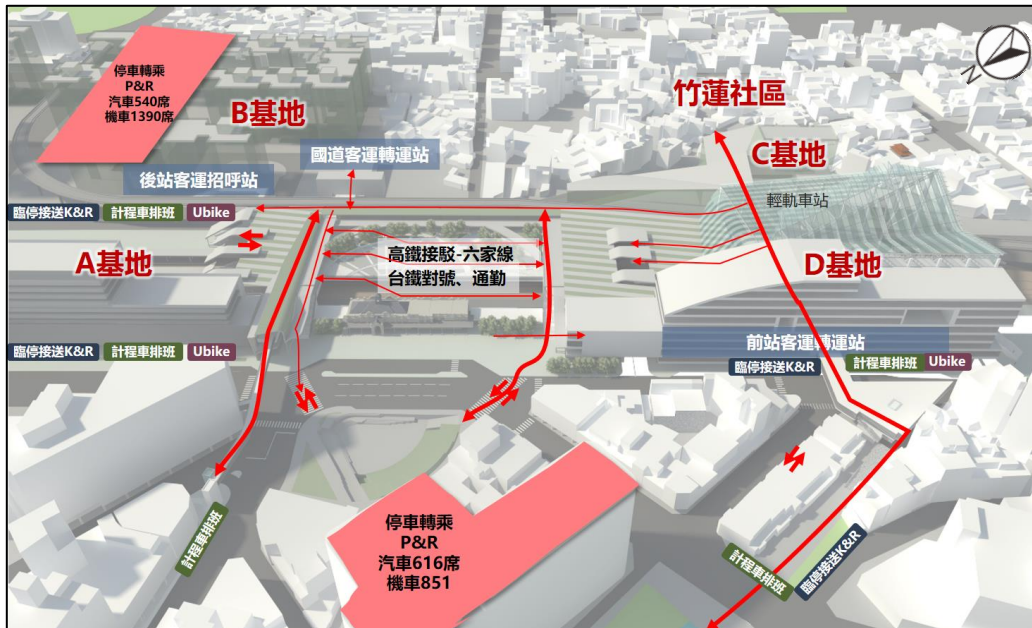 停車轉乘
P&R
汽車540席
機車1390席
B基地
竹蓮社區
N
國道客運轉運站
C基地
後站客運招呼站
輕軌車站
臨停接送K&R 計程車排班 Ubike
A基地
高鐵接駁-六家線
台鐵對號、通勤
D基地
前站客運轉運站
臨停接送K&R 計程車排班 Ubike
臨停接送K&R 計程車排班 Ubike
停車轉乘
P&R
汽車616席
機車851
計程車排班
計程車排班
臨停接送K&R